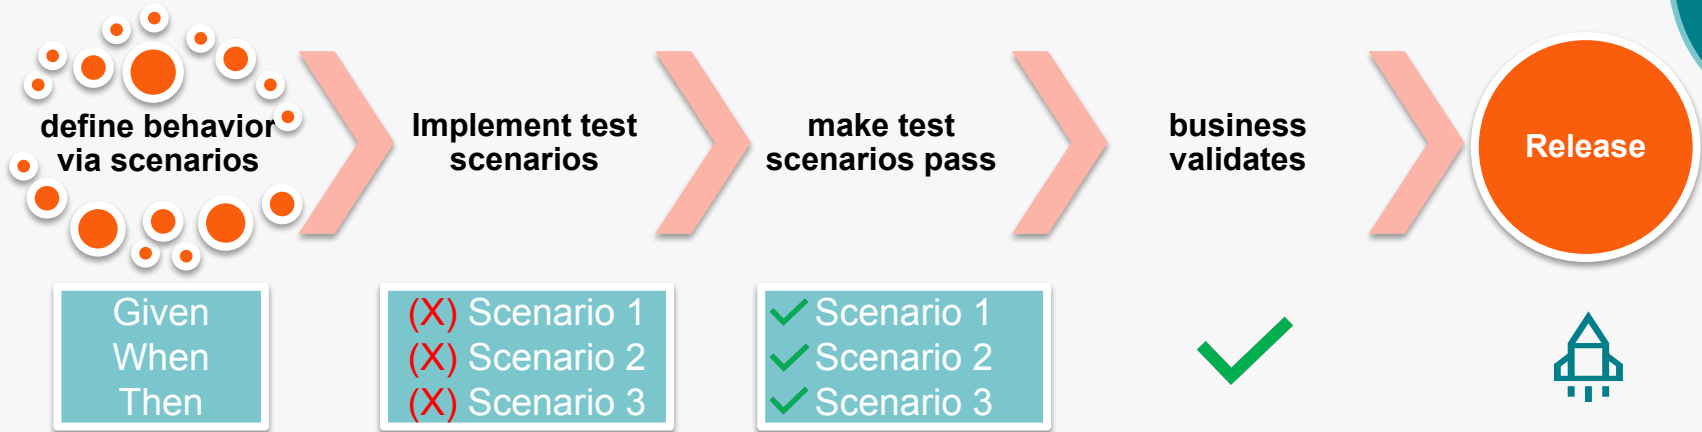 define behavior
via scenarios
Implement test
scenarios
make test
scenarios pass
business
validates
Release
Given
When
Then
(X) Scenario 1
(X) Scenario 2
(X) Scenario 3
Scenario 1
Scenario 2
Scenario 3